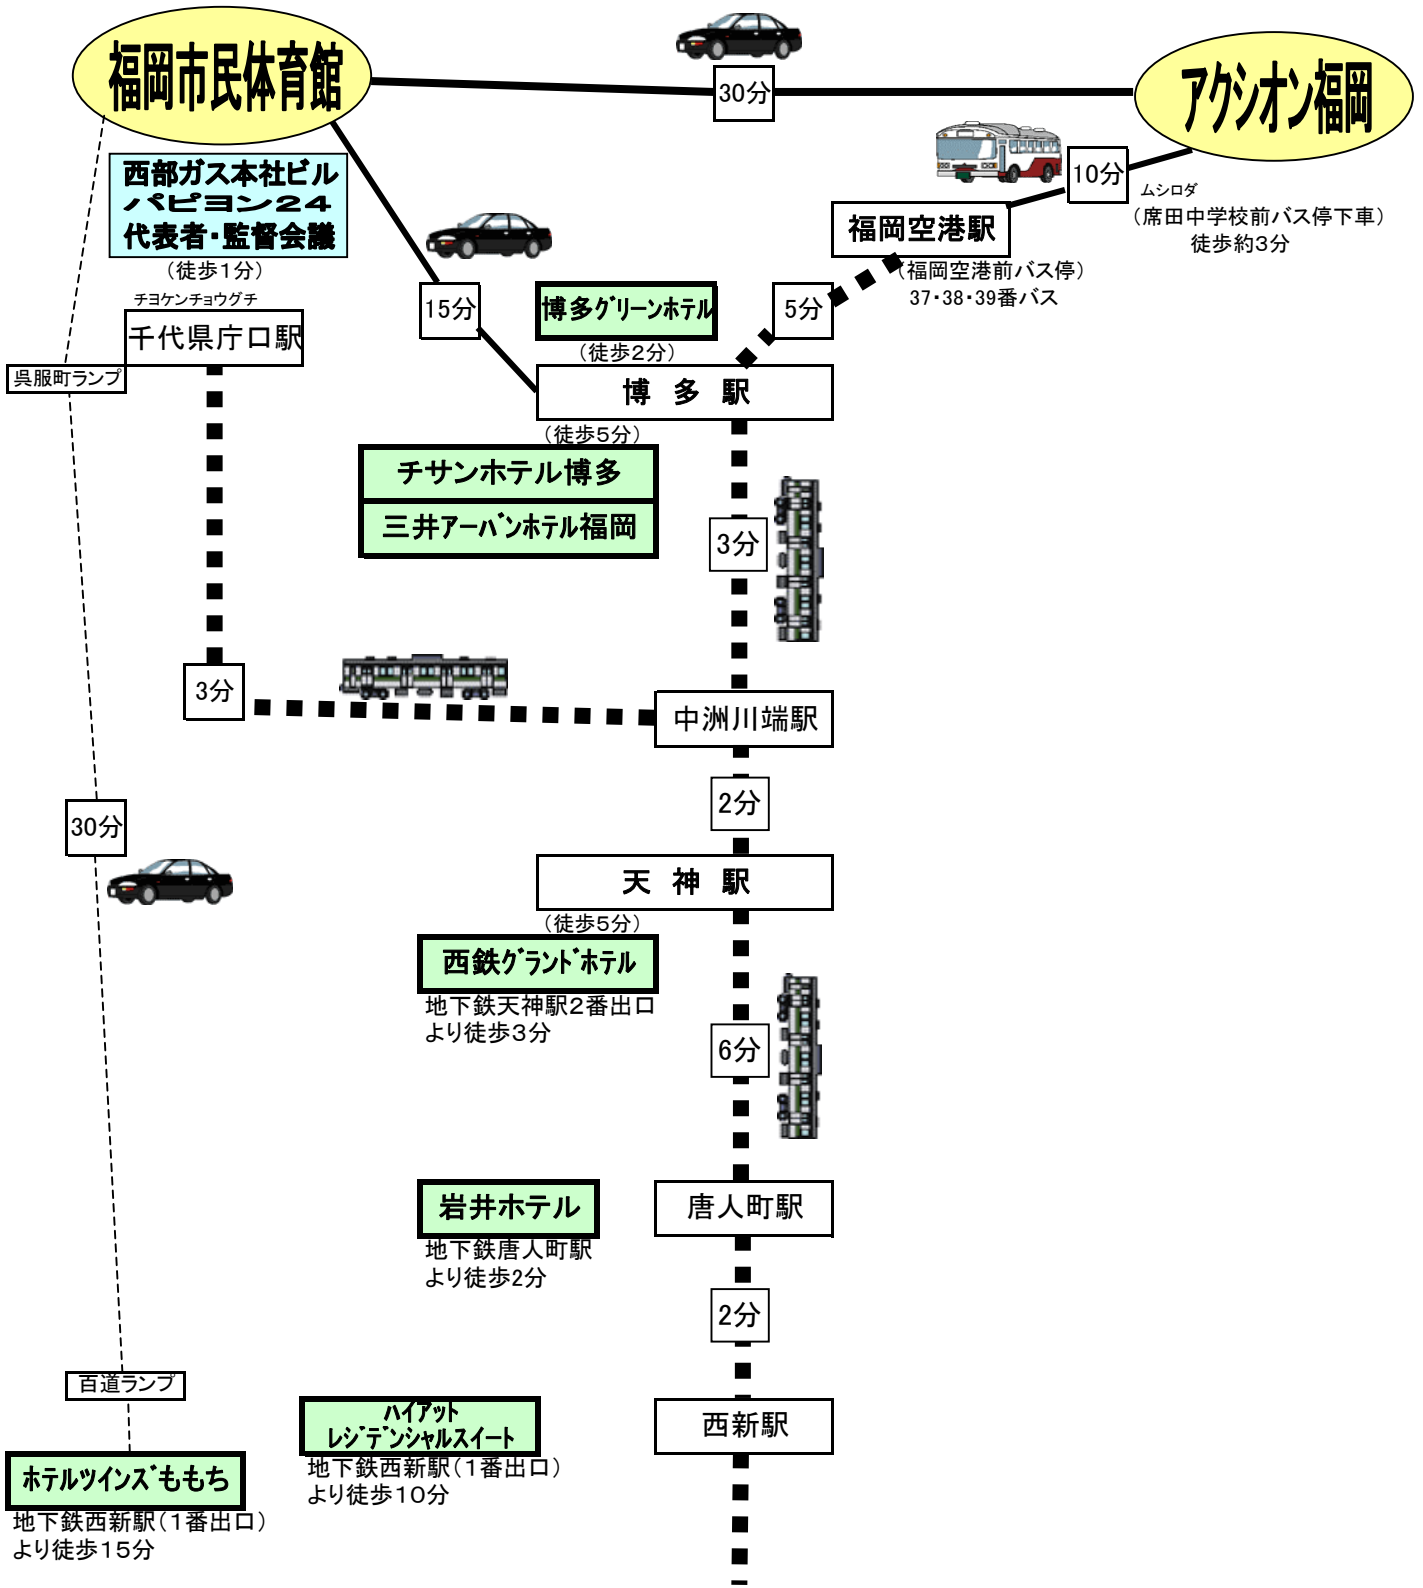 福岡市民体育館
30分
アクシオン福岡
10分
ムシロダ
(席田中学校前バス停下車)
徒歩約3分
西部ガス本社ビル
パピヨン24
代表者・監督会議
(徒歩1分)
福岡空港駅
(福岡空港前バス停)
37・38・39番バス
チヨケンチョウグチ
千代県庁口駅
15分
博多グリーンホテル
(徒歩2分)
5分
呉服町ランプ
博多駅
(徒歩5分)
チサンホテル博多
三井アーバンホテル福岡
3分
3分
中洲川端駅
2分
30分
天神駅
(徒歩5分)
西鉄グランドホテル
地下鉄天神駅2番出口
より徒歩3分
6分
岩井ホテル
唐人町駅
地下鉄唐人町駅
より徒歩2分
2分
百道ランプ
ハイアット
レジデンシャルスイート
西新駅
地下鉄西新駅(1番出口)
より徒歩10分
ホテルツインズももち
地下鉄西新駅(1番出口)
より徒歩15分